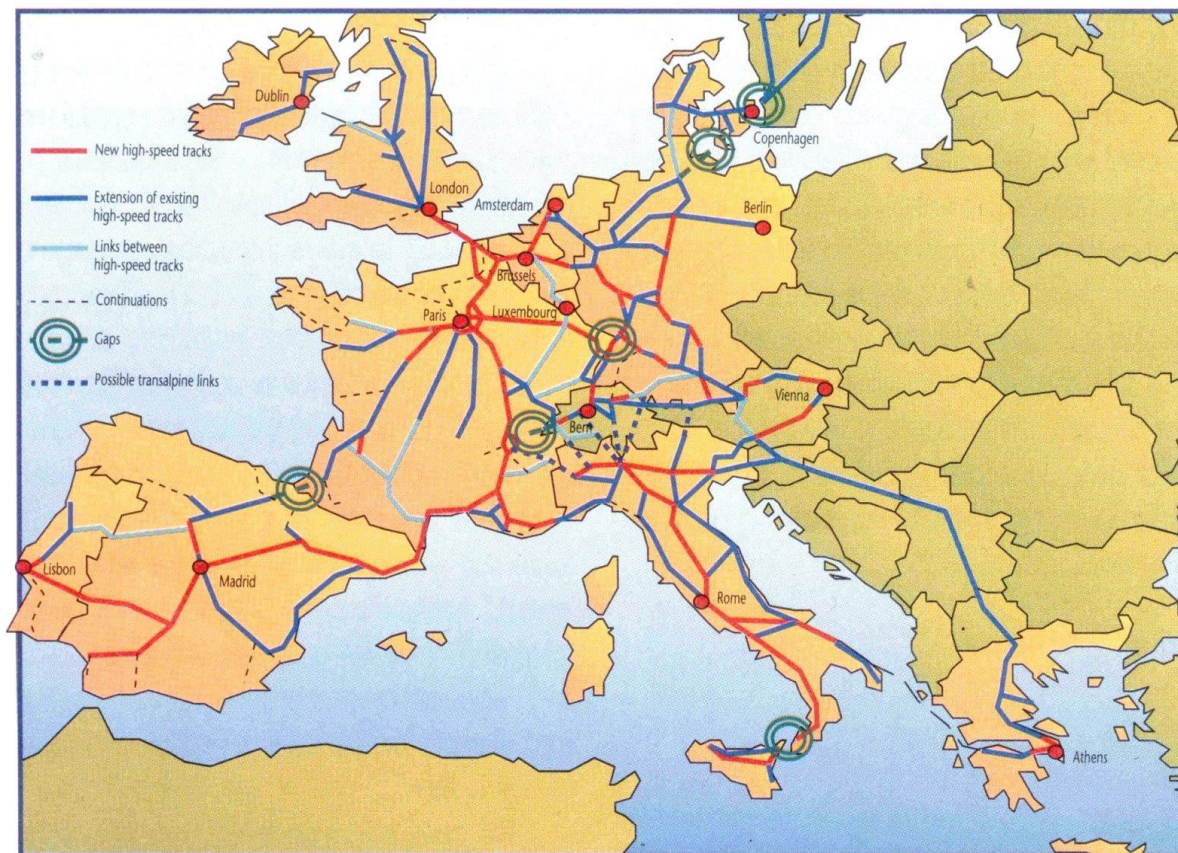 Dublin
New high-speed tracks
Copenhagen
Extension of existing
high-speed tracks
London
Amsterdam
Berlin
Links between
high-speed tracks
Brussels
Continuations
Paris
Luxembourg
Gaps
Possible transalpine links
Vienna
Bern
Lisbon
Madrid
Rome
Athens